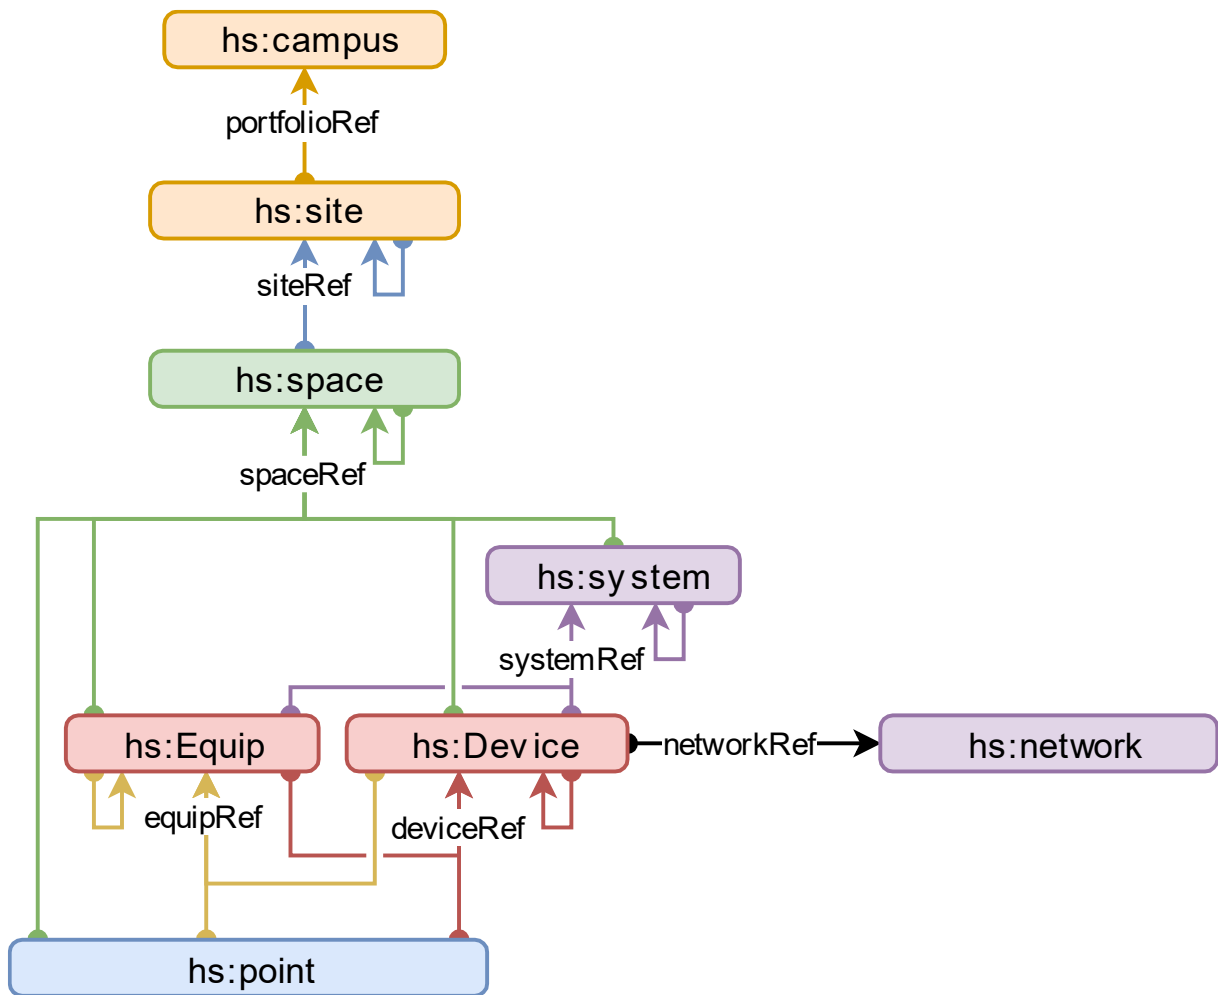 hs:campus
portfolioRef
hs:site
siteRef
hs:space
spaceRef
hs:system
systemRef
hs:Equip
hs:Device
networkRef
hs:network
equipRef
deviceRef
hs:point